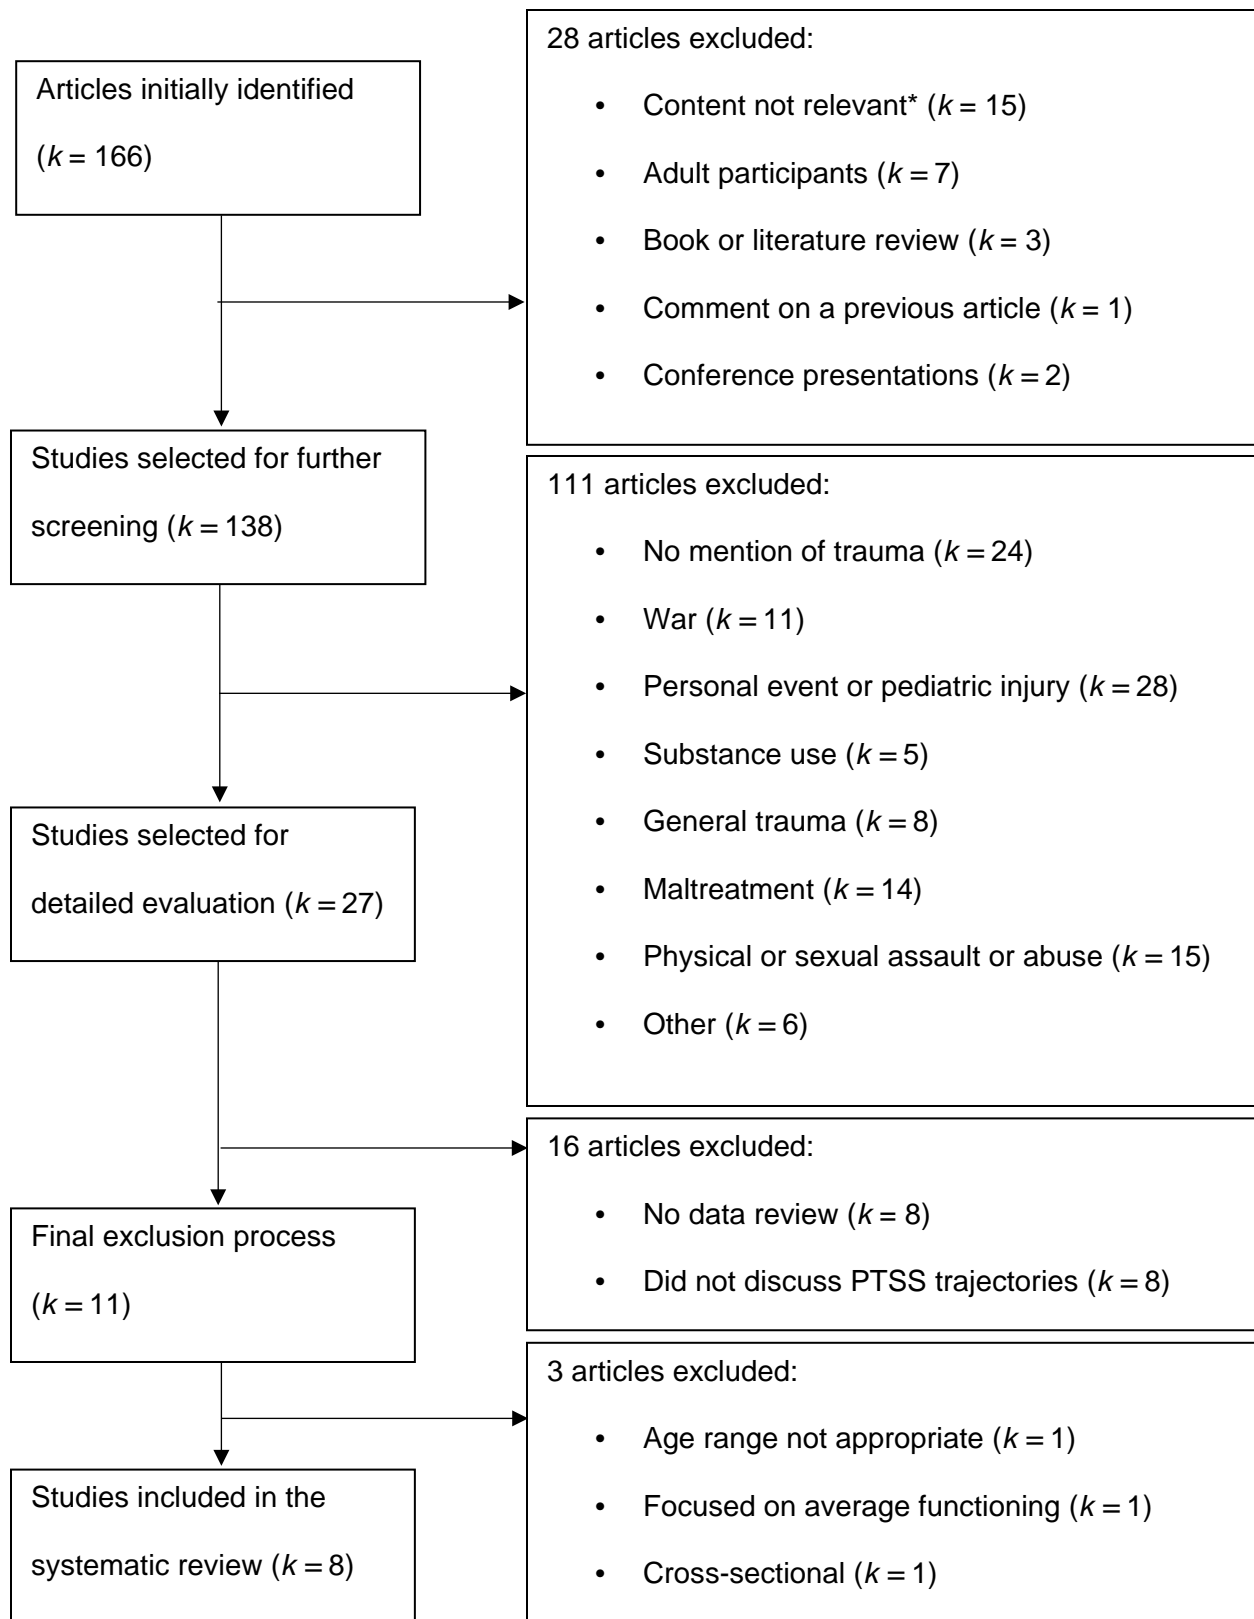 Articles initially identified
(k = 166)
28 articles excluded:
• Content not relevant* (k = 15)
• Adult participants (k = 7)
• Book or literature review (k = 3)
• Comment on a previous article (k = 1)
• Conference presentations (k = 2)
Studies selected for further
screening (k = 138)
111 articles excluded:
• No mention of trauma (k = 24)
• War (k = 11)
• Personal event or pediatric injury (k = 28)
• Substance use (k = 5)
• General trauma (k = 8)
• Maltreatment (k = 14)
• Physical or sexual assault or abuse (k = 15)
• Other (k = 6)
Studies selected for
detailed evaluation (k = 27)
16 articles excluded:
• No data review (k = 8)
• Did not discuss PTSS trajectories (k = 8)
Final exclusion process
(k = 11)
3 articles excluded:
• Age range not appropriate (k = 1)
• Focused on average functioning (k = 1)
• Cross-sectional (k = 1)
Studies included in the
systematic review (k = 8)